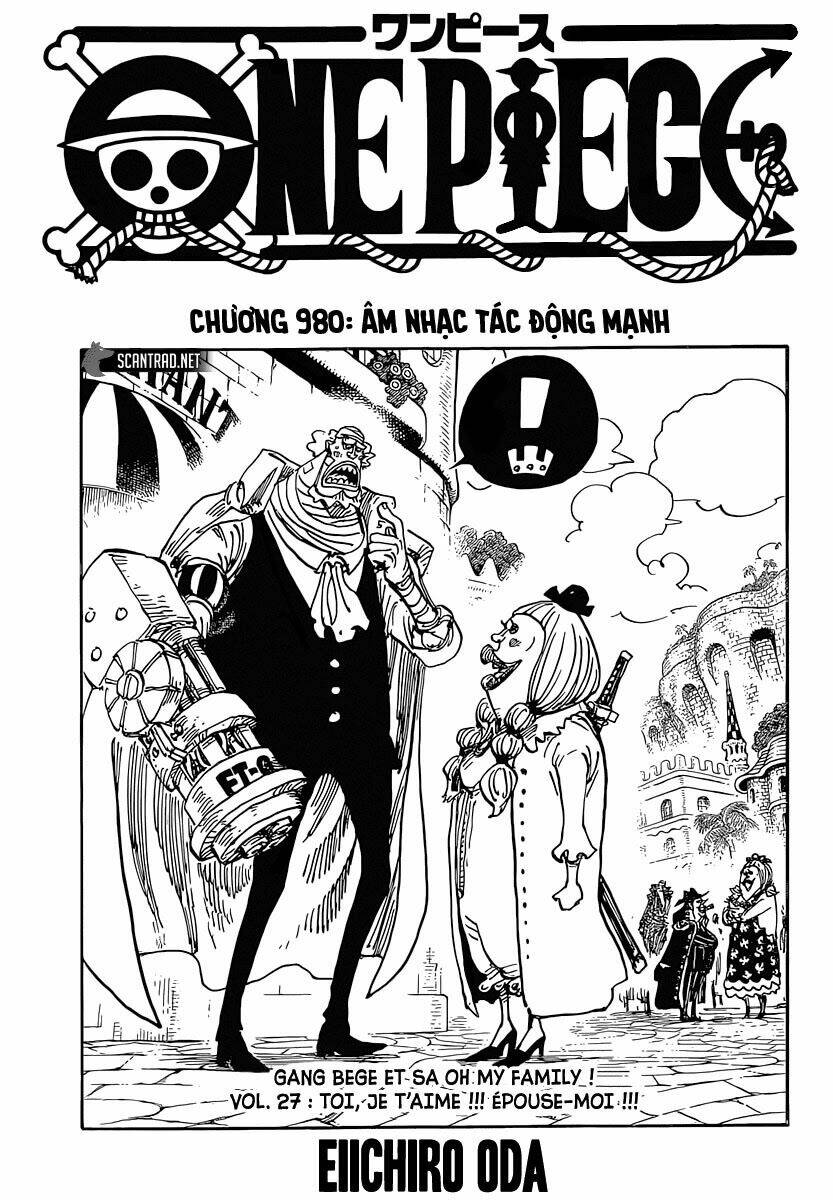 ワンピース
ONE PIECE
CHƯƠNG 980: ÂM NHẠC TÁC ĐỘNG MẠNH
SCANTRAD.NET
!!
FT-G
GANG BEGE ET SA OH MY FAMILY !
VOL. 27 : TOI, JE T'AIME !!! ÉPOUSE-MOI !!!
EIICHIRO ODA